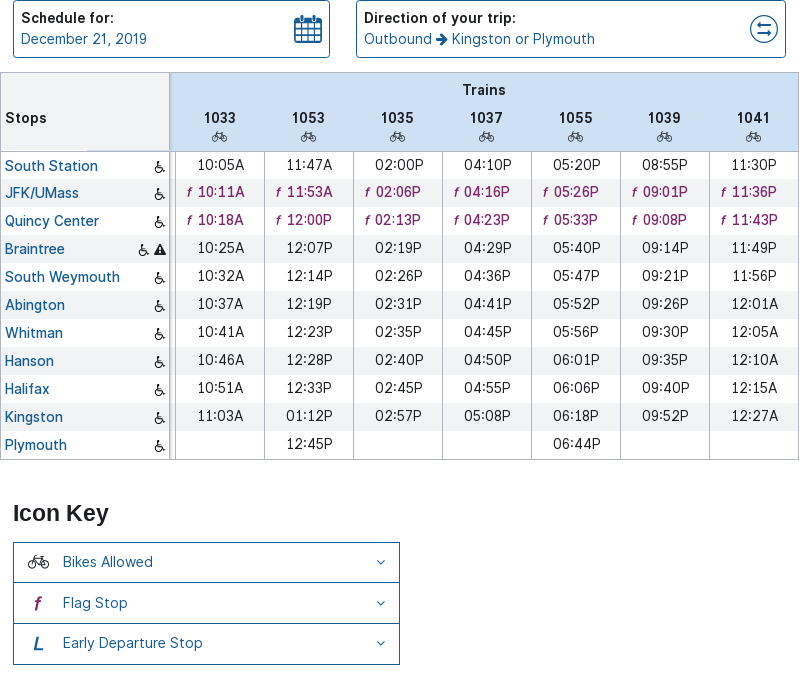 Schedule for:
December 21, 2019
Direction of your trip:
Outbound → Kingston or Plymouth
Trains
Stops 1033 1053 1035 1037 1055 1039 1041
South Station 10:05A 11:47A 02:00P 04:10P 05:20P 08:55P 11:30P
JFK/UMass f 10:11A f 11:53A f 02:06P f 04:16P f 05:26P f 09:01P f 11:36P
Quincy Center f 10:18A f 12:00P f 02:13P f 04:23P f 05:33P f 09:08P f 11:43P
Braintree 10:25A 12:07P 02:19P 04:29P 05:40P 09:14P 11:49P
South Weymouth 10:32A 12:14P 02:26P 04:36P 05:47P 09:21P 11:56P
Abington 10:37A 12:19P 02:31P 04:41P 05:52P 09:26P 12:01A
Whitman 10:41A 12:23P 02:35P 04:45P 05:56P 09:30P 12:05A
Hanson 10:46A 12:28P 02:40P 04:50P 06:01P 09:35P 12:10A
Halifax 10:51A 12:33P 02:45P 04:55P 06:06P 09:40P 12:15A
Kingston 11:03A 01:12P 02:57P 05:08P 06:18P 09:52P 12:27A
Plymouth 12:45P 06:44P
Icon Key
Bikes Allowed
f Flag Stop
L Early Departure Stop